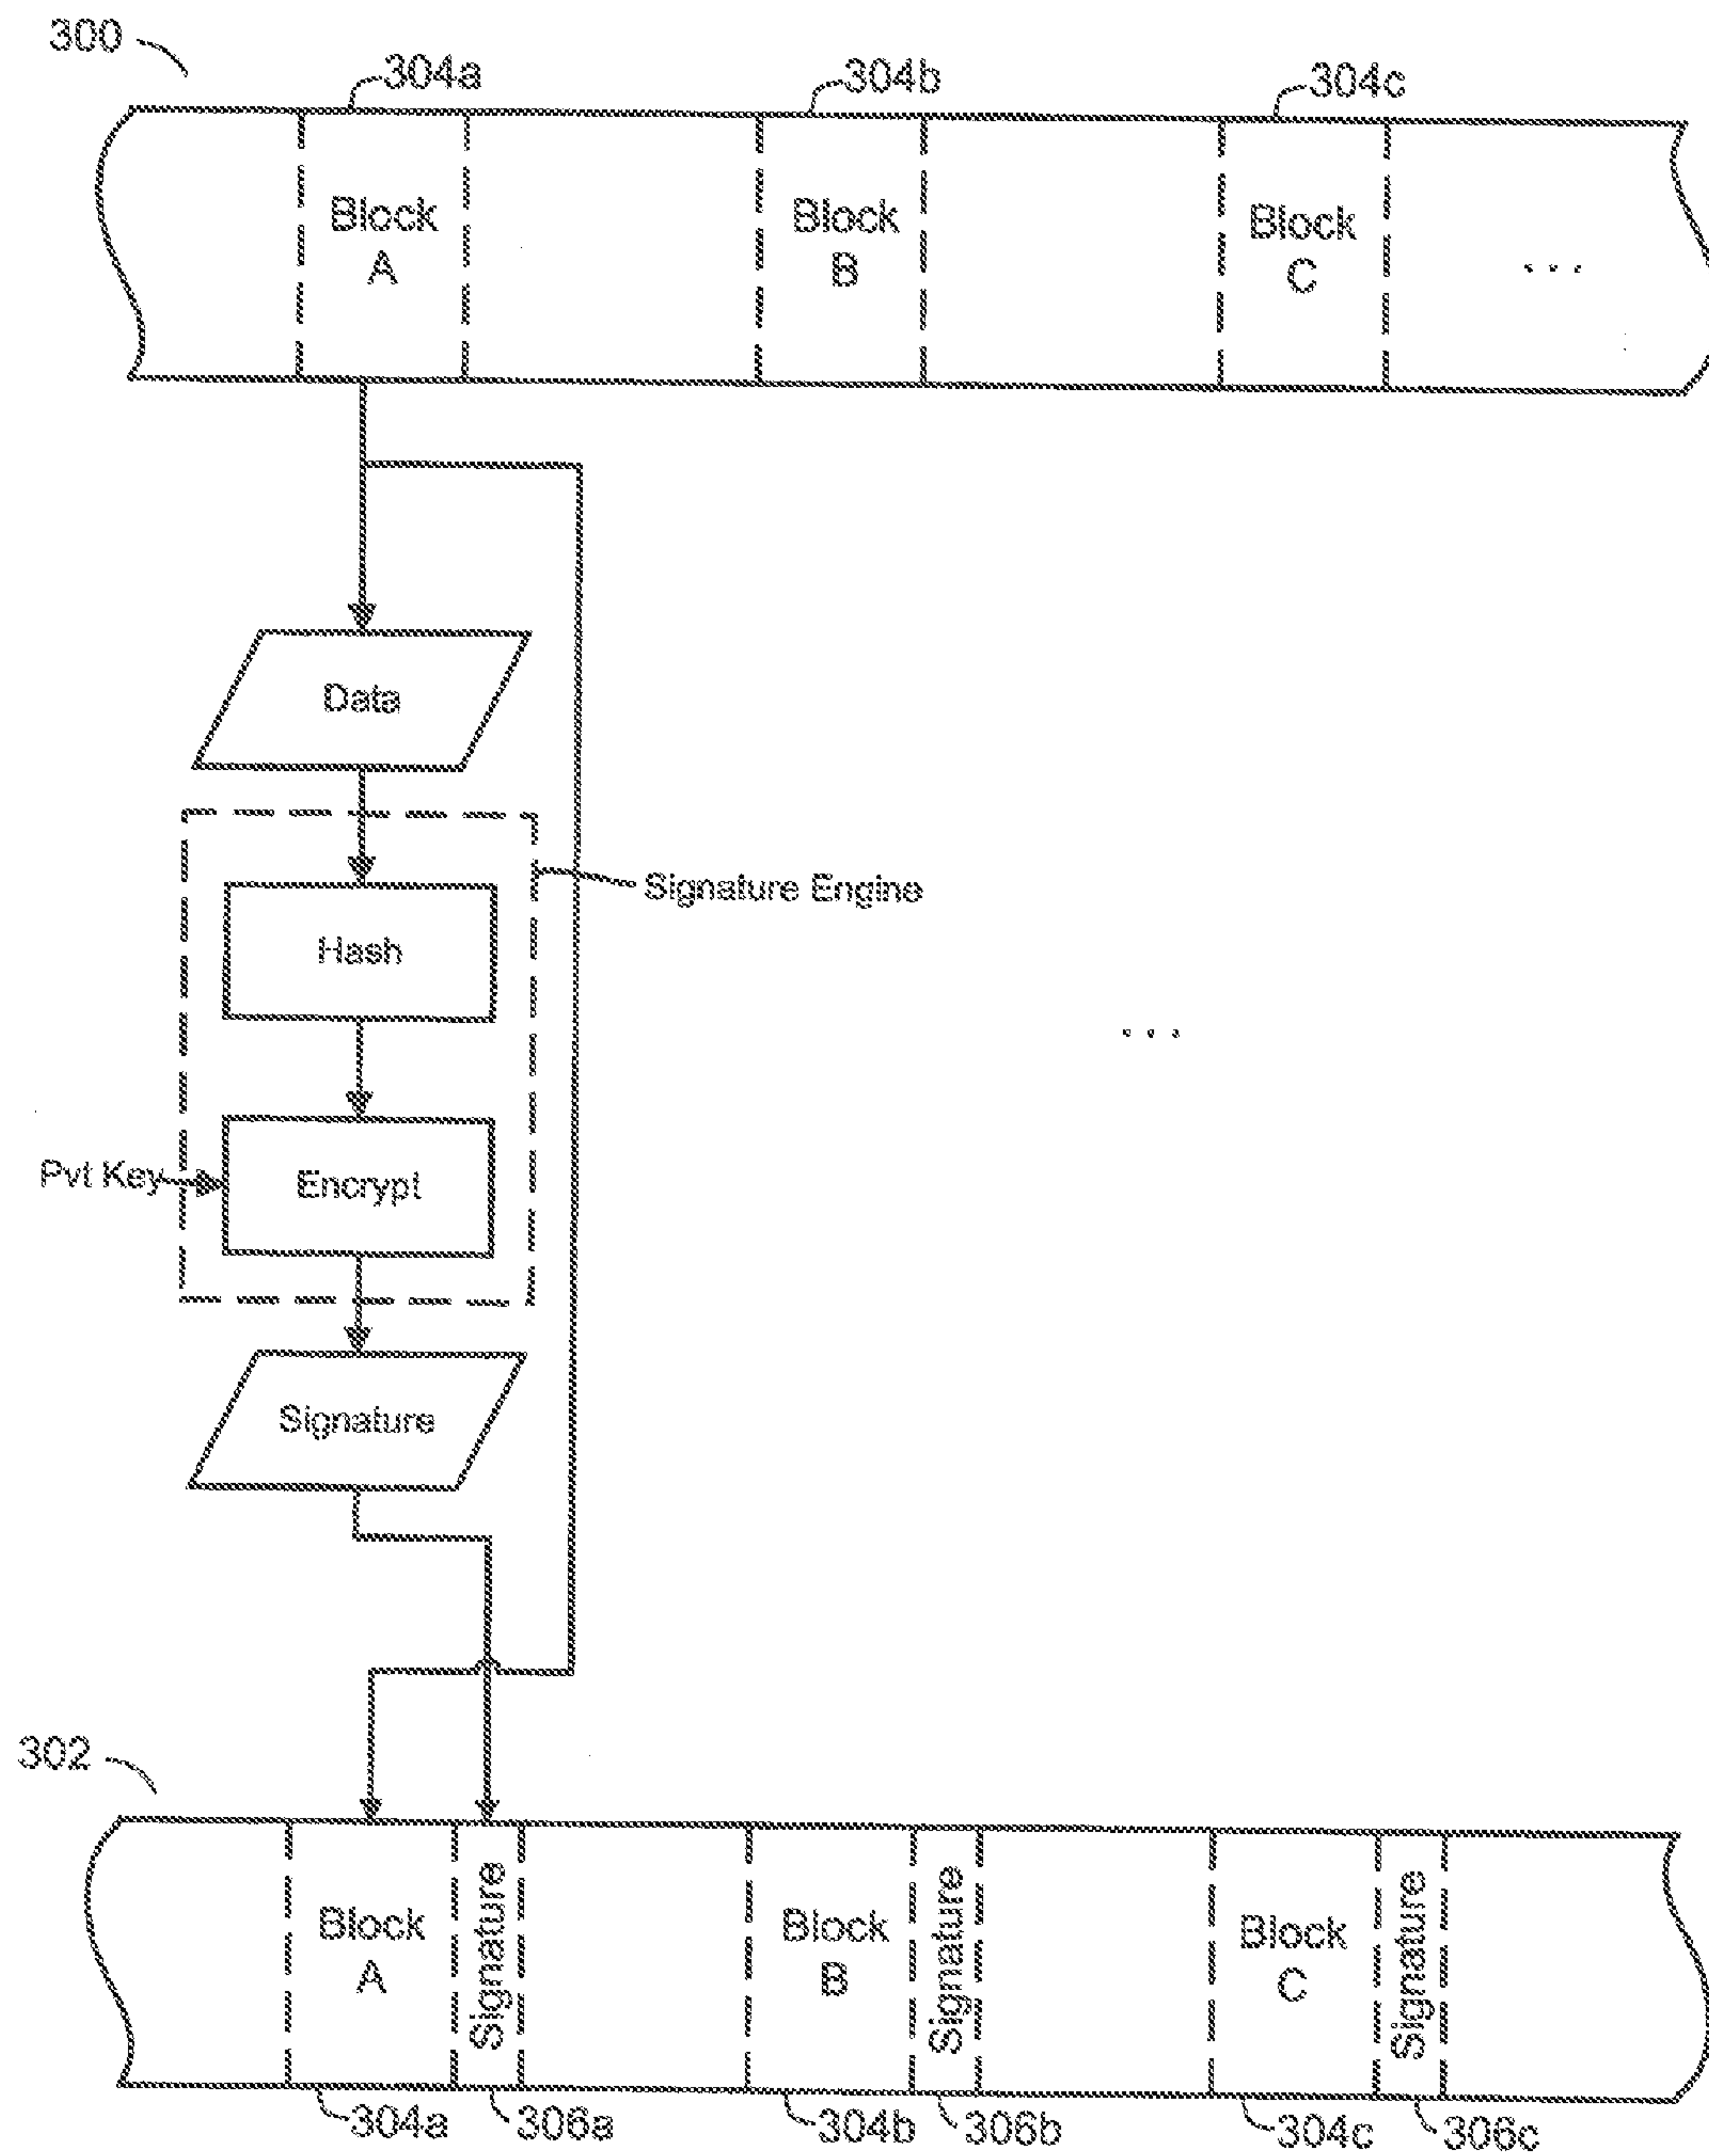 300
304a
304b
304c
Block
A
Block
B
Block
C
...
Data
Signature Engine
Hash
...
Pvt Key
Encrypt
Signature
302
Block
A
Signature
Block
B
Signature
Block
C
Signature
304a
306a
304b
306b
304c
306c